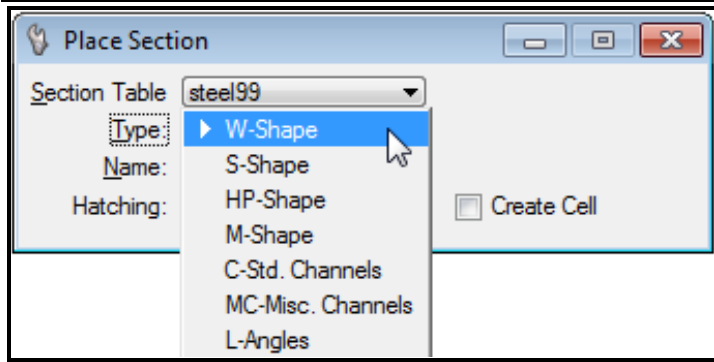 Place Section
Section Table steel99
Type: W-Shape
Name: S-Shape
Hatching: HP-Shape Create Cell
M-Shape
C-Std. Channels
MC-Misc. Channels
L-Angles